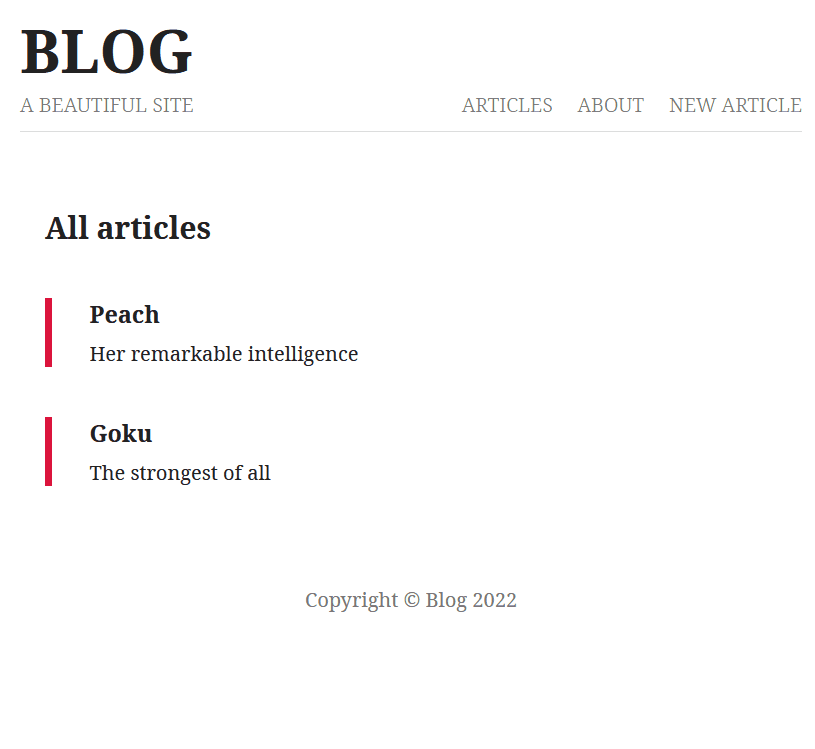 BLOG
A BEAUTIFUL SITE
ARTICLES ABOUT NEW ARTICLE
All articles
Peach
Her remarkable intelligence
Goku
The strongest of all
Copyright © Blog 2022